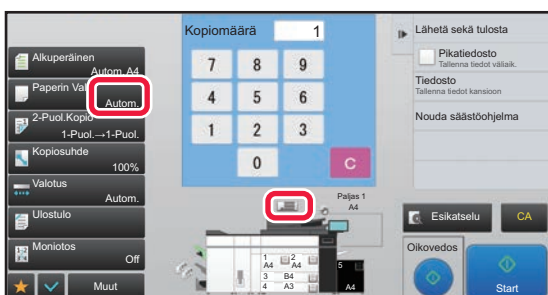 Alkuperäinen
Autom. A4
Paperin Val
Autom.
2-Puol.Kopio
1-Puol.→1-Puol.
Kopiosuhde
100%
Valotus
Autom.
Ulostulo
Moniotos
Off
Muut
Kopiomäärä 1
7 8 9
4 5 6
1 2 3
0 C
Paljas 1
A4
1 A4 2 A4
3 B4
4 A3
5
A4
Lähetä sekä tulosta
Pikatiedosto
Tallenna tiedot väliaik.
Tiedosto
Tallenna tiedot kansioon
Nouda säästöohjelma
Esikatselu
CA
Oikovedos
Start